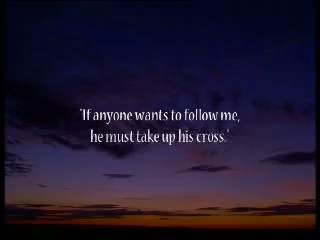 'If anyone wants to follow me,
he must take up his cross.'